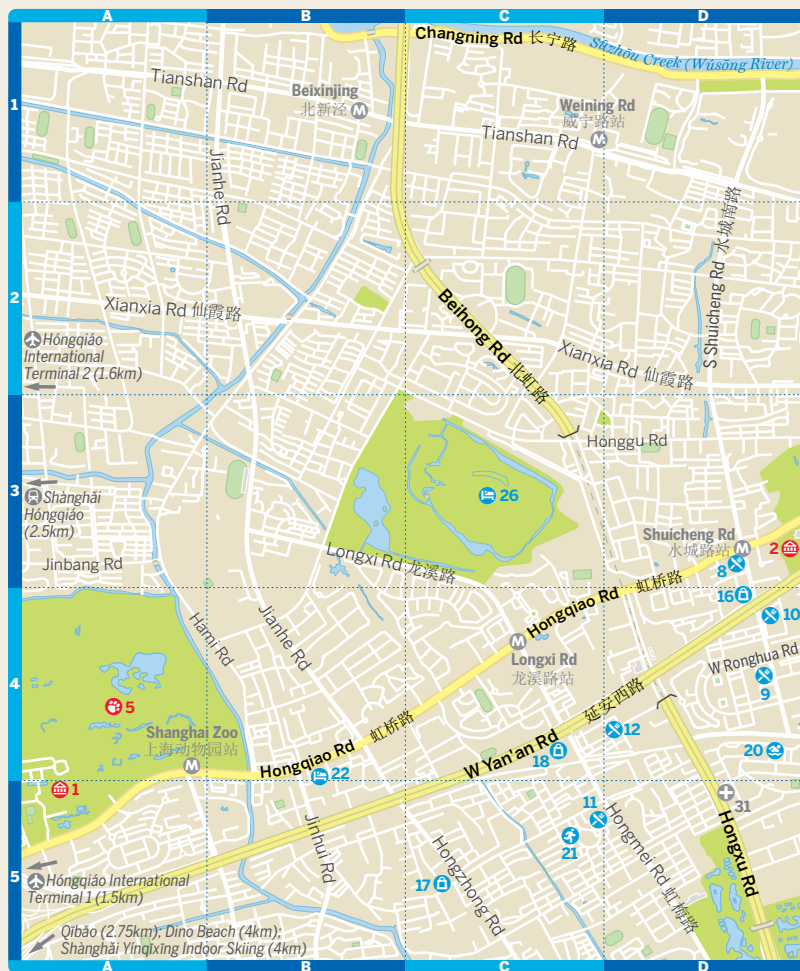 A B C D
Changning Rd 长宁路
Sūzhōu Creek (Wúsōng River)
Tianshan Rd
Beixinjing
北新泾
M
Weining Rd
威宁路站
M
1
Tianshan Rd
Jianhe Rd
S Shuicheng Rd 水城南路
2
Xianxia Rd 仙霞路
Beihong Rd 北虹路
Hóngqiáo
International
Terminal 2 (1.6km)
Xianxia Rd 仙霞路
Honggu Rd
3
26
Shànghǎi
Hóngqiáo
(2.5km)
Shuicheng Rd
水城路站
M
2
Longxi Rd 龙溪路
8
Jinbang Rd
Hongqiao Rd 虹桥路
16
10
Hami Rd
Jianhe Rd
M
Longxi Rd
龙溪路站
W Ronghua Rd
9
4
5
Shanghai Zoo
上海动物园站
M
Hongqiao Rd 虹桥路
W Yan'an Rd 延安西路
12
18
20
22
1
31
11
21
Jinhui Rd
Hongzhong Rd
Hongmei Rd 虹梅路
Hongxu Rd
17
5
Hóngqiáo International
Terminal 1 (1.5km)
Qībǎo (2.75km); Dino Beach (4km);
Shànghǎi Yínqīxīng Indoor Skiing (4km)
A B C D